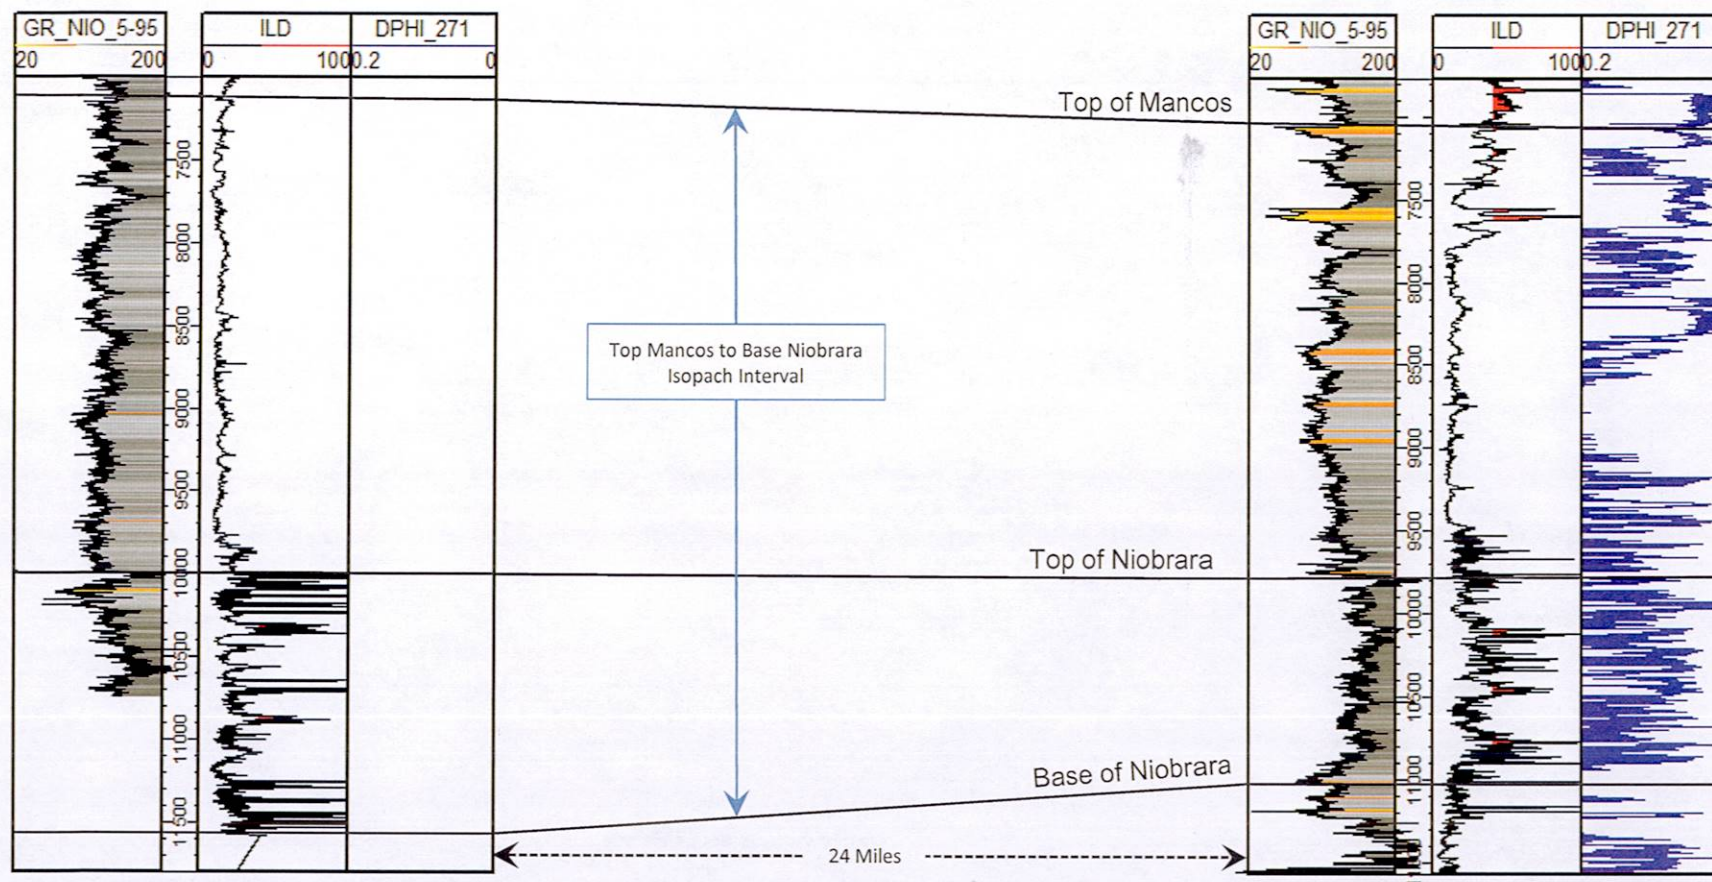 GR_NIO_5-95 ILD DPHI_271
20 200 0 100 0.2 0
GR_NIO_5-95 ILD DPHI_271
20 200 0 100 0.2
Top of Mancos
7500
8000
8500
9000
9500
10000
10500
11000
11500
Top Mancos to Base Niobrara
Isopach Interval
Top of Niobrara
Base of Niobrara
24 Miles
7500
8000
8500
9000
9500
10000
10500
11000